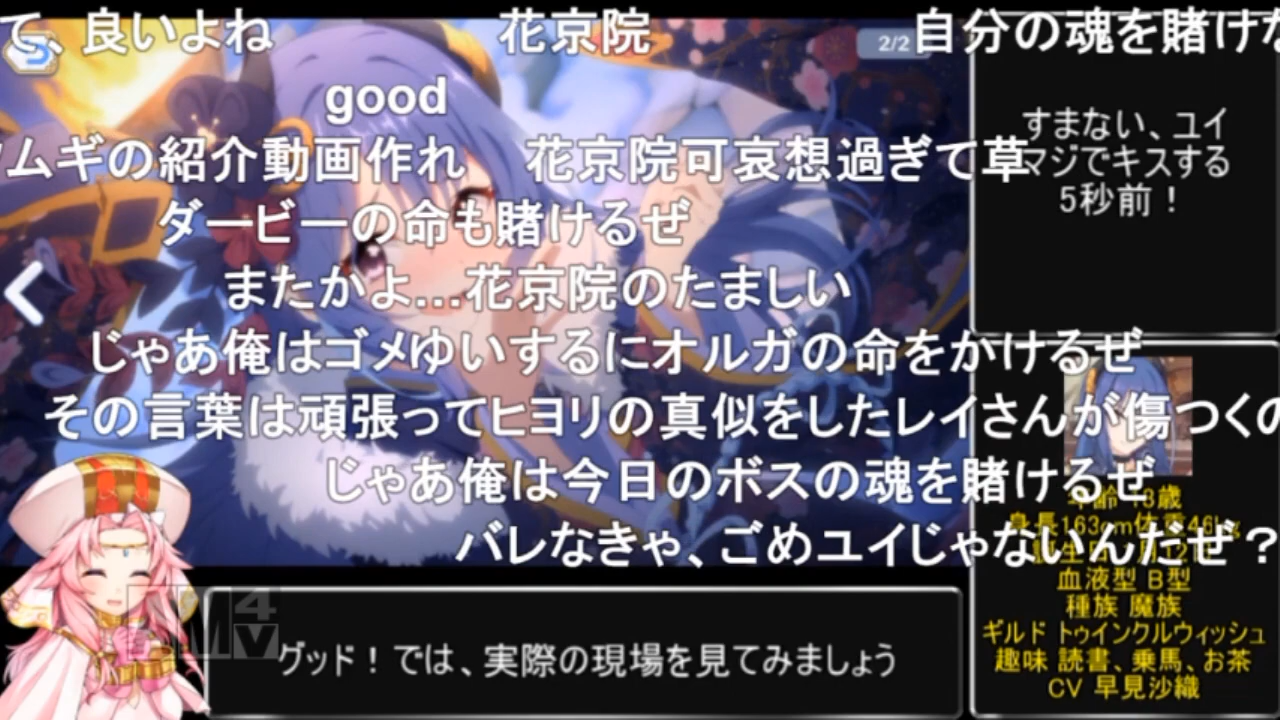 て、良いよね
花京院
2/2
自分の魂を賭けな
good
ムギの紹介動画作れ
花京院可哀想過ぎて草
ダービーの命も賭けるぜ
またかよ…花京院のたましい
じゃあ俺はゴメゆいするにオルガの命をかけるぜ
その言葉は頑張ってヒヨリの真似をしたレイさんが傷つくの
じゃあ俺は今日のボスの魂を賭けるぜ
バレなきゃ、ごめユイじゃないんだぜ？
すまない、ユイ
マジでキスする
5秒前！
身長163cm
血液型 B型
種族 魔族
ギルド トゥインクルウィッシュ
趣味 読書、乗馬、お茶
CV 早見沙織
グッド！では、実際の現場を見てみましょう